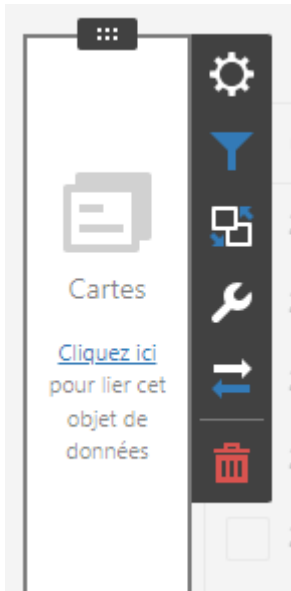 Cartes
Cliquez ici
pour lier cet
objet de
données